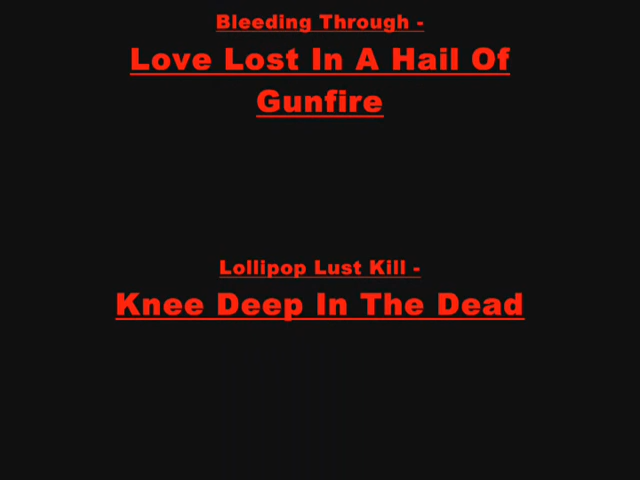 Bleeding Through -
Love Lost In A Hail Of
Gunfire
Lollipop Lust Kill -
Knee Deep In The Dead